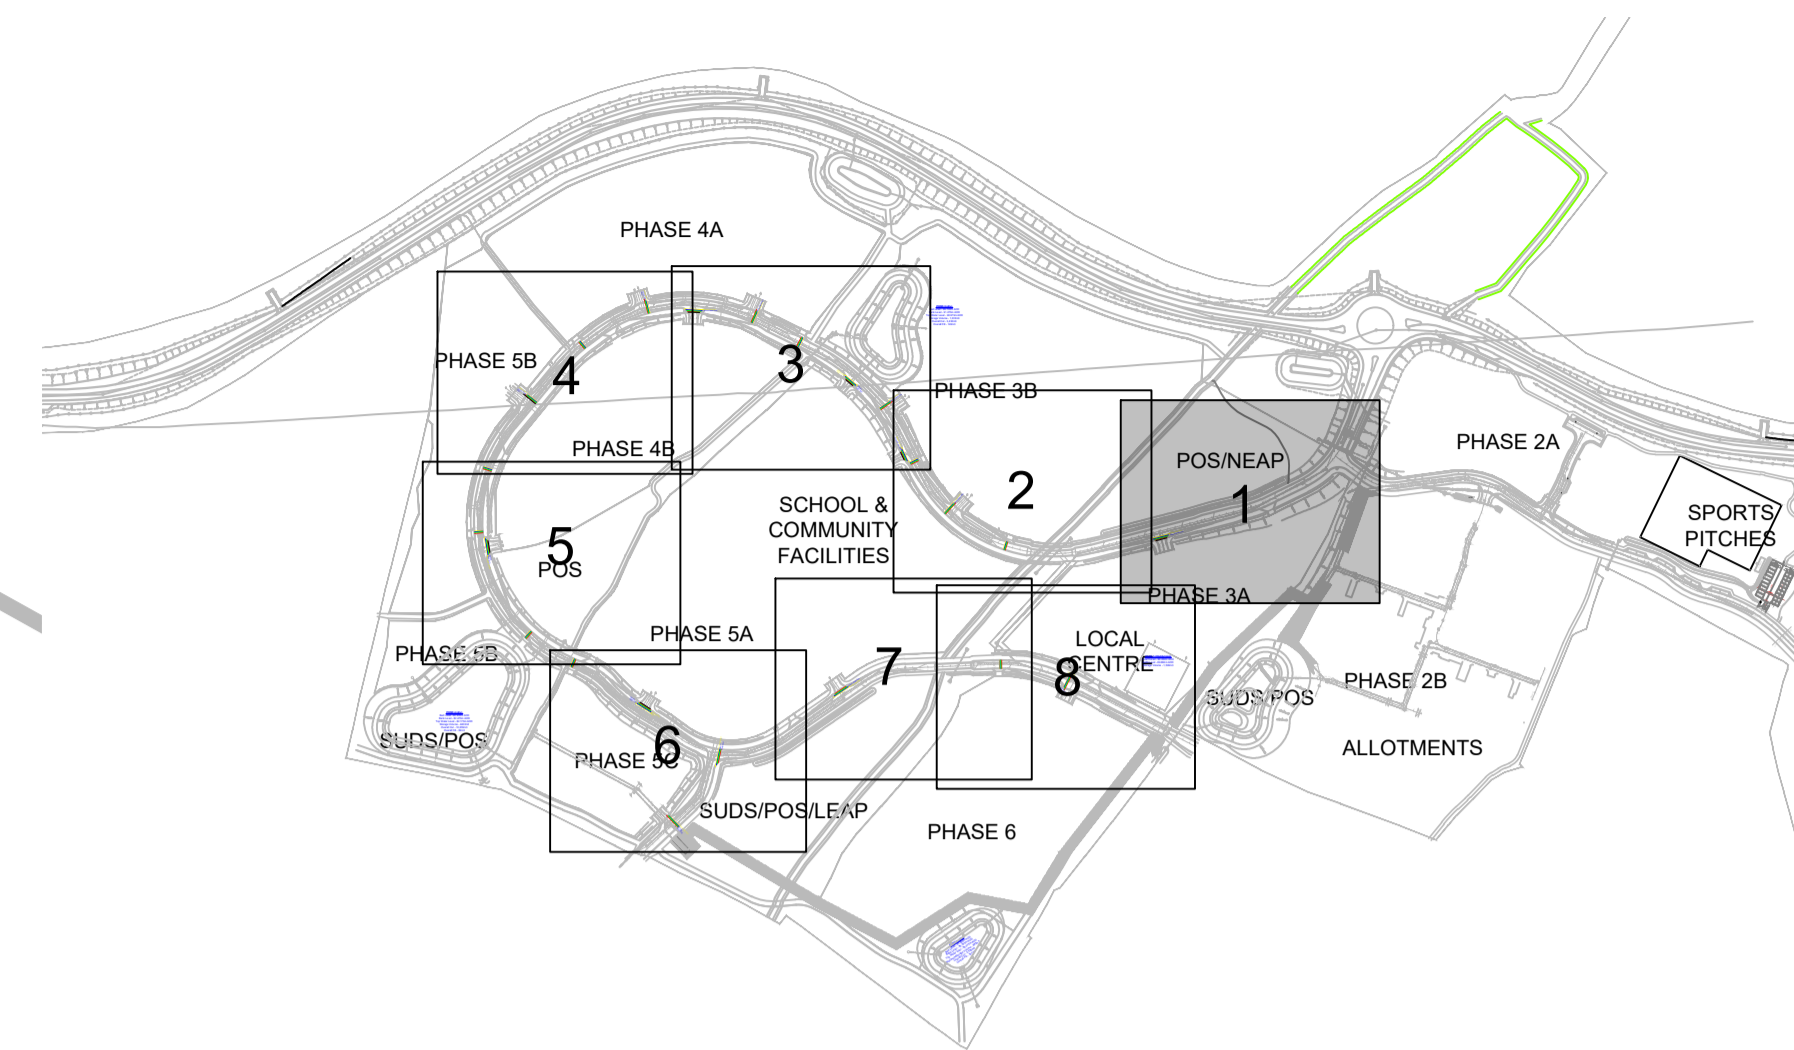 PHASE 4A
PHASE 5B
4
3
PHASE 3B
PHASE 4B
POS/NEAP
PHASE 2A
2
1
SCHOOL &
COMMUNITY
FACILITIES
SPORTS
PITCHES
5
POS
PHASE 3A
PHASE 5A
LOCAL
CENTRE
PHASE 5B
7
8
PHASE 2B
SUDS/POS
SUDS/POS
6
PHASE 5C
ALLOTMENTS
SUDS/POS/LEAP
PHASE 6